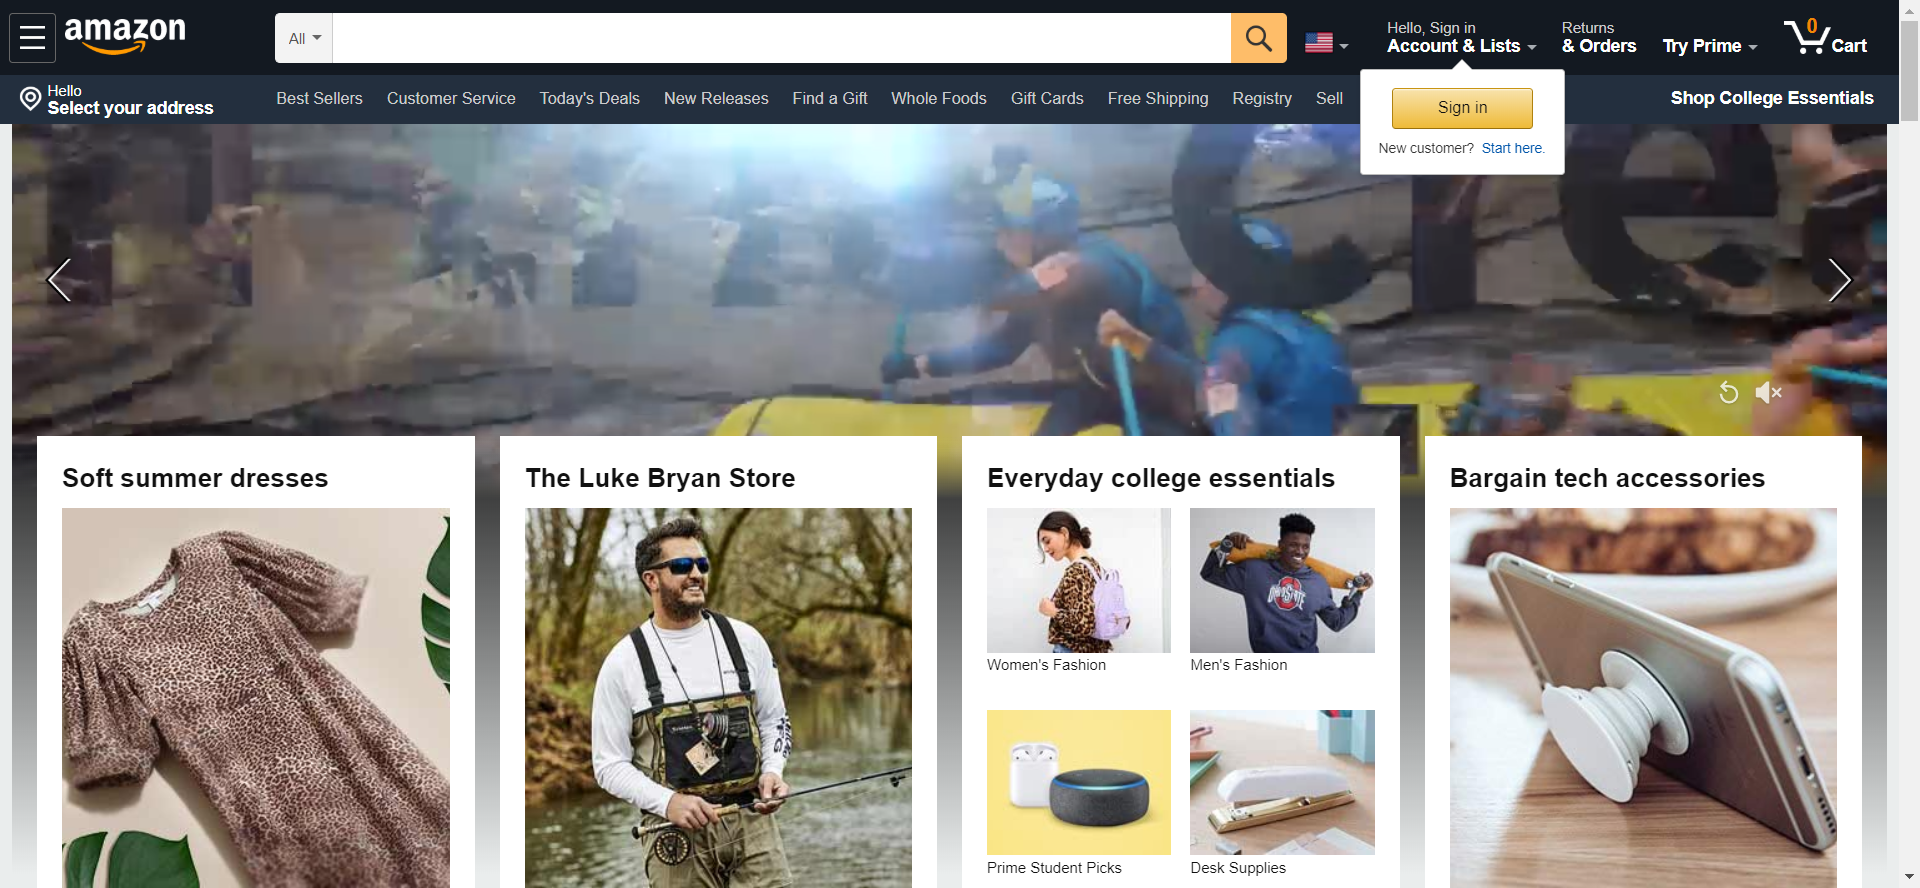 amazon
All
Hello, Sign in
Account & Lists
Returns
& Orders
Try Prime
0
Cart
Hello
Select your address
Best Sellers
Customer Service
Today's Deals
New Releases
Find a Gift
Whole Foods
Gift Cards
Free Shipping
Registry
Sell
Shop College Essentials
Sign in
New customer? Start here.
Soft summer dresses
The Luke Bryan Store
Everyday college essentials
Bargain tech accessories
OHIO STATE
Women's Fashion
Men's Fashion
Prime Student Picks
Desk Supplies